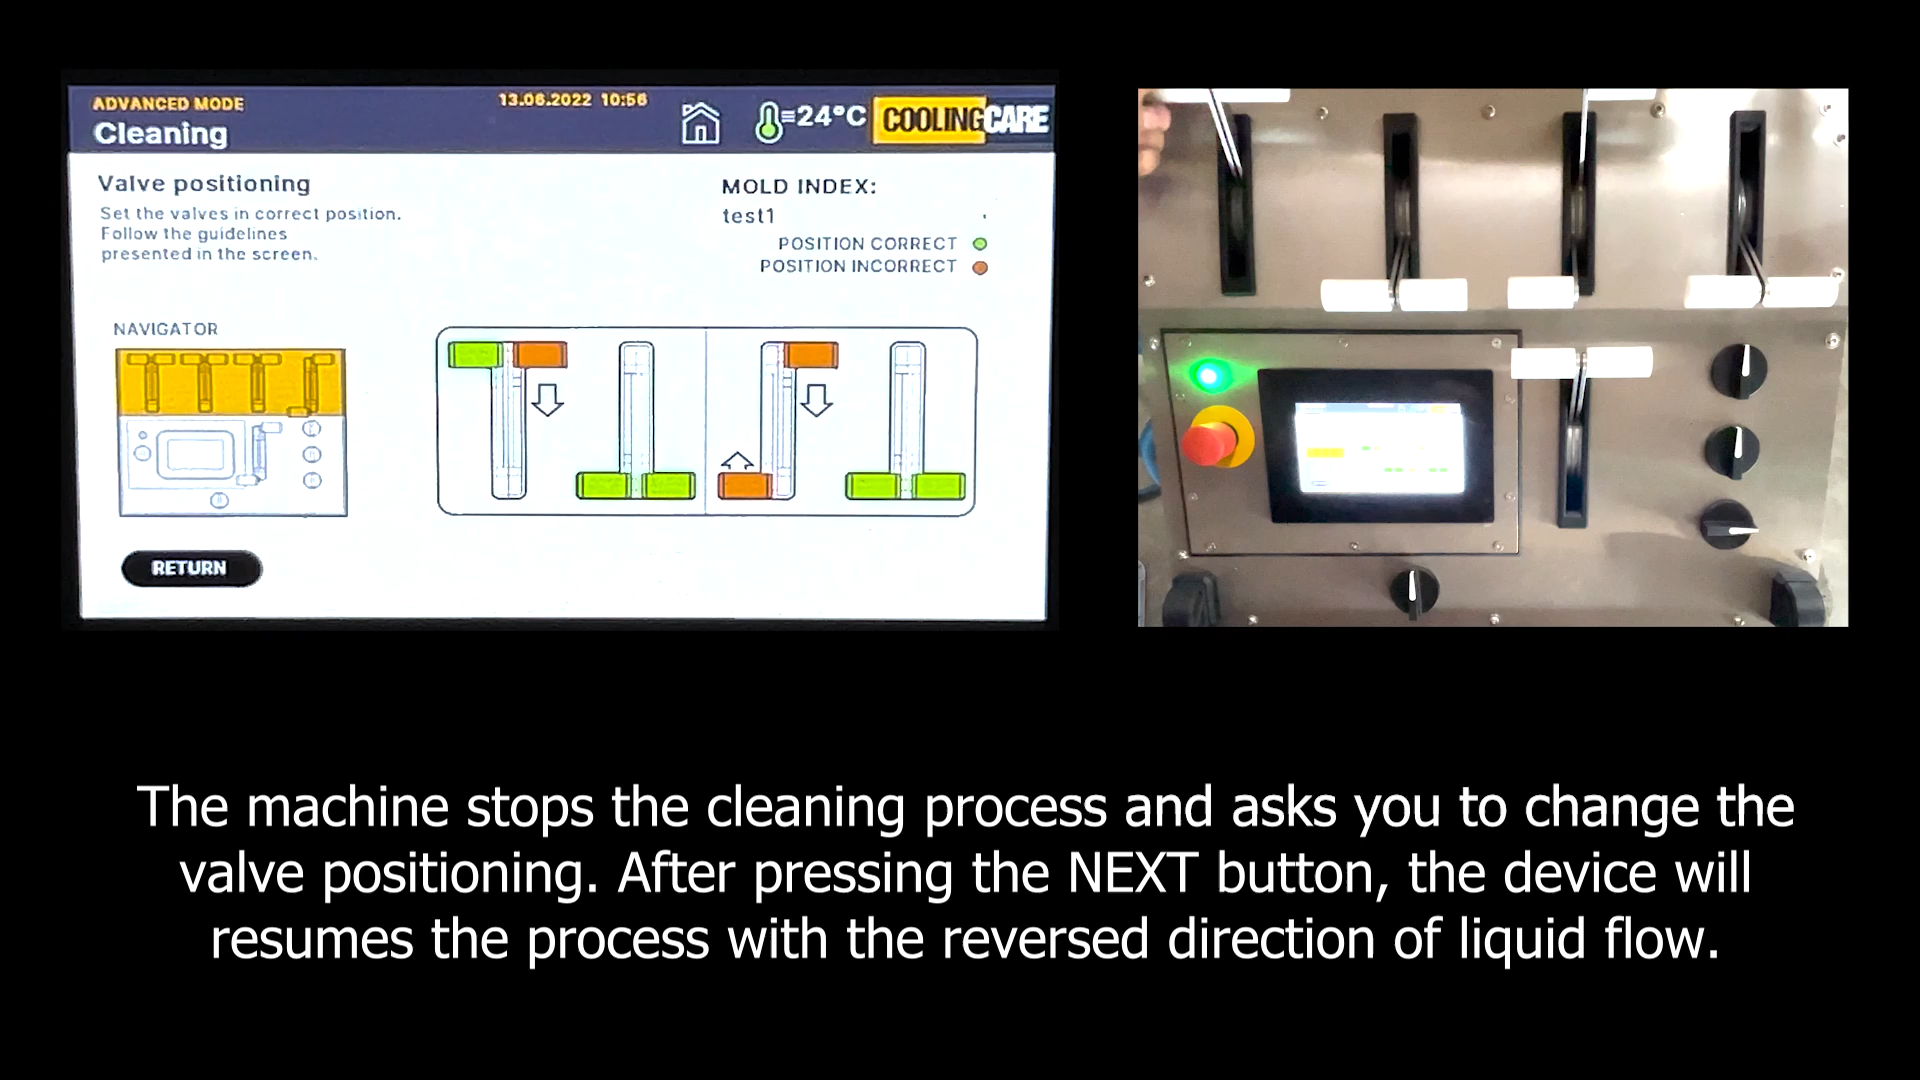 ADVANCED MODE
Cleaning
13.06.2022 10:56
24°C
COOLINGCARE
Valve positioning
Set the valves in correct position.
Follow the guidelines
presented in the screen.
MOLD INDEX:
test1
POSITION CORRECT
POSITION INCORRECT
NAVIGATOR
RETURN
The machine stops the cleaning process and asks you to change the
valve positioning. After pressing the NEXT button, the device will
resumes the process with the reversed direction of liquid flow.